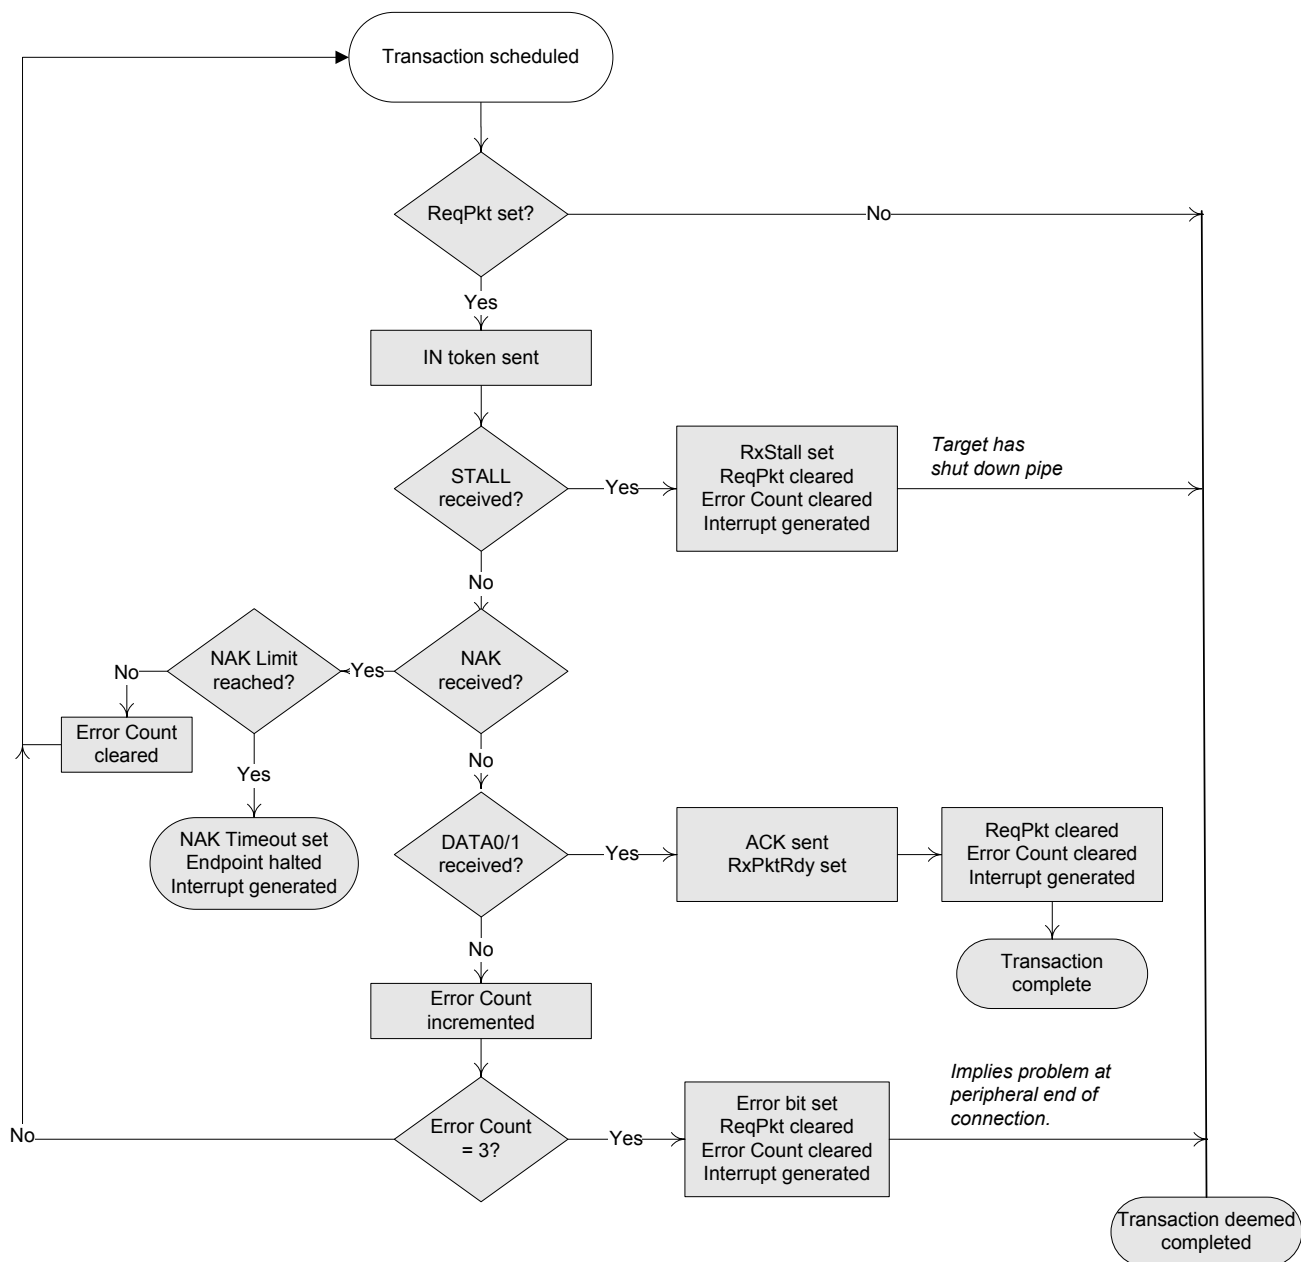 Transaction scheduled
ReqPkt set?
No
Yes
IN token sent
STALL
received?
Yes
RxStall set
ReqPkt cleared
Error Count cleared
Interrupt generated
Target has
shut down pipe
No
NAK
received?
Yes
NAK Limit
reached?
No
Error Count
cleared
Yes
NAK Timeout set
Endpoint halted
Interrupt generated
No
DATA0/1
received?
Yes
ACK sent
RxPktRdy set
ReqPkt cleared
Error Count cleared
Interrupt generated
Transaction
complete
No
Error Count
incremented
Error Count
= 3?
No
Yes
Error bit set
ReqPkt cleared
Error Count cleared
Interrupt generated
Implies problem at
peripheral end of
connection.
Transaction deemed
completed